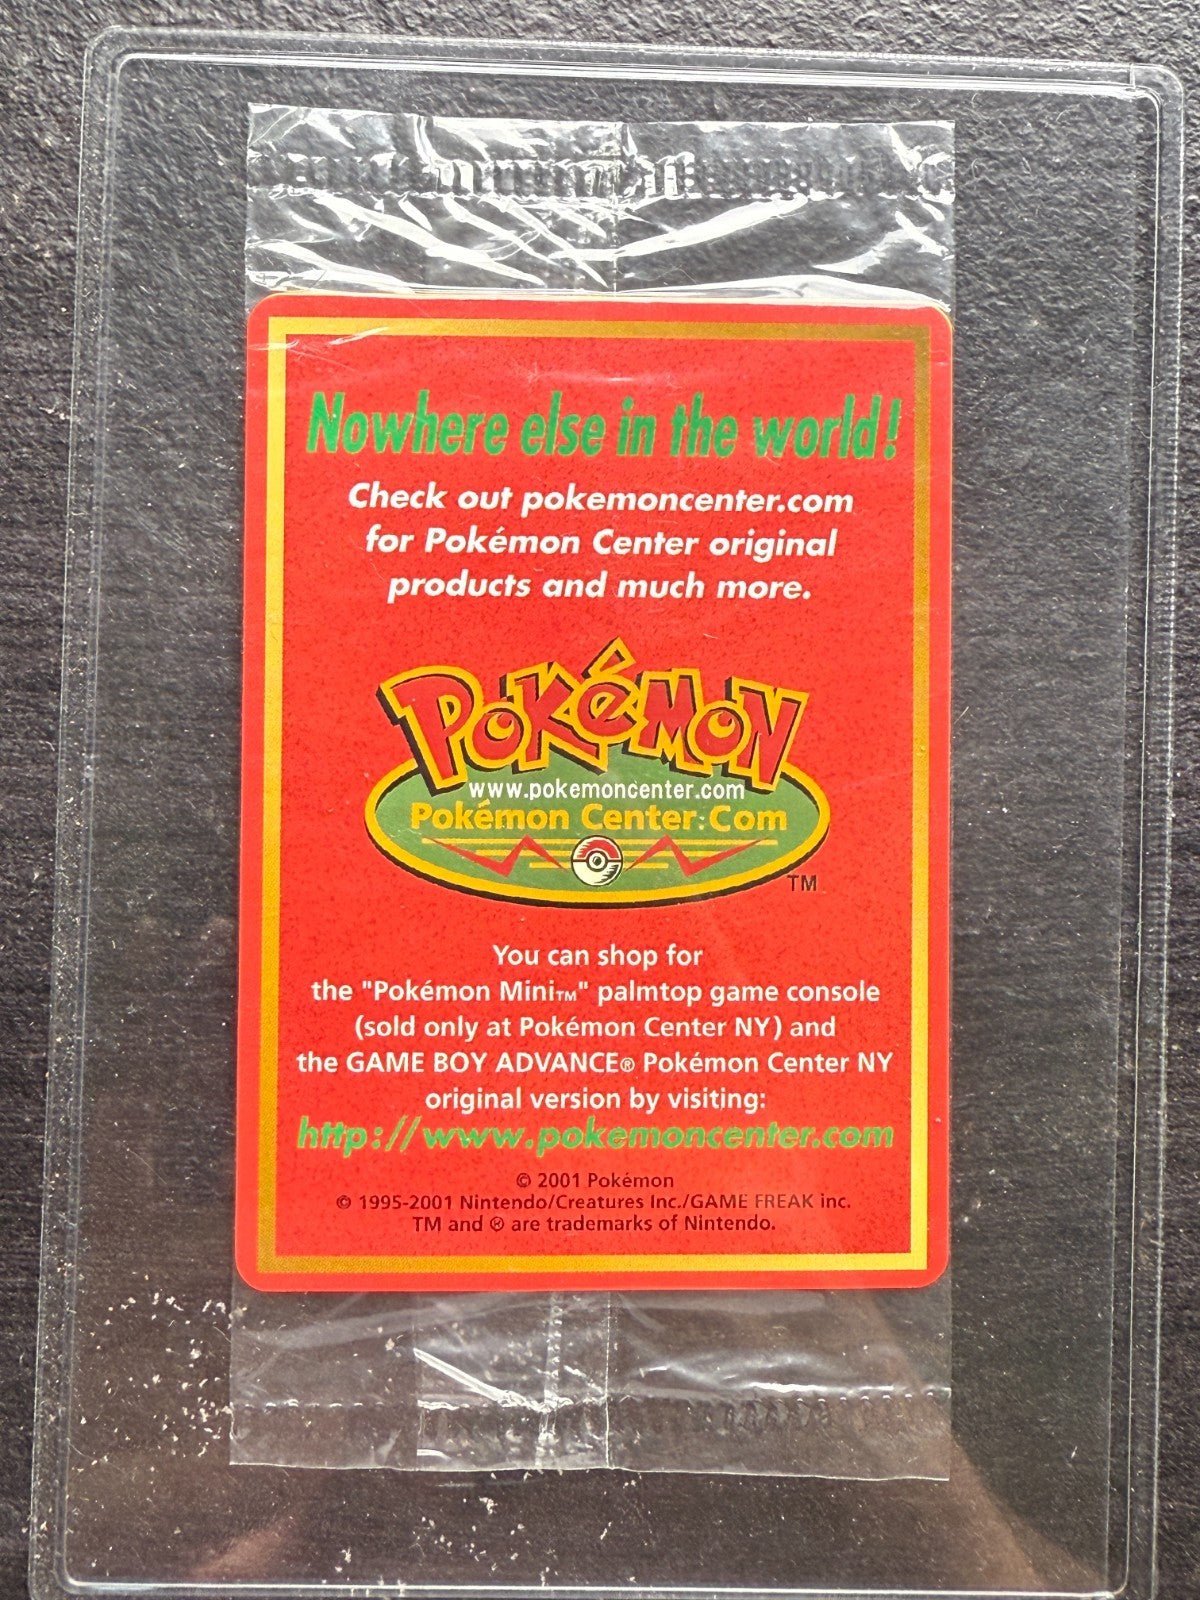 Nowhere else in the world!
Check out pokemoncenter.com
for Pokémon Center original
products and much more.
POKéMON
www.pokemoncenter.com
Pokémon Center.Com
TM
You can shop for
the "Pokémon Mini™" palmtop game console
(sold only at Pokémon Center NY) and
the GAME BOY ADVANCE® Pokémon Center NY
original version by visiting:
http://www.pokemoncenter.com
© 2001 Pokémon
© 1995-2001 Nintendo/Creatures Inc./GAME FREAK inc.
TM and ® are trademarks of Nintendo.